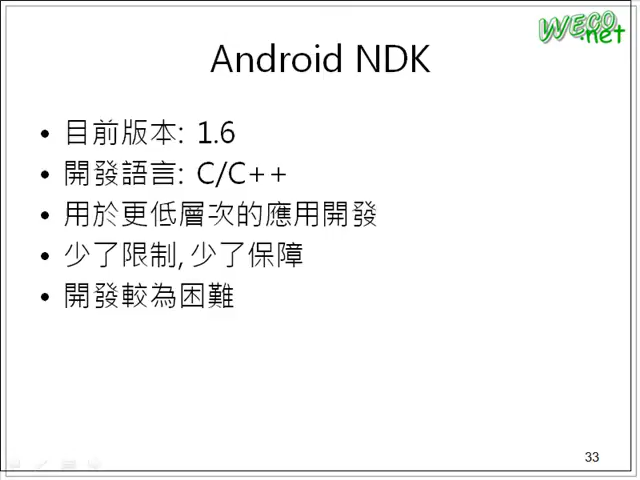 WECO.net
Android NDK
• 目前版本: 1.6
• 開發語言: C/C++
• 用於更低層次的應用開發
• 少了限制, 少了保障
• 開發較為困難
33